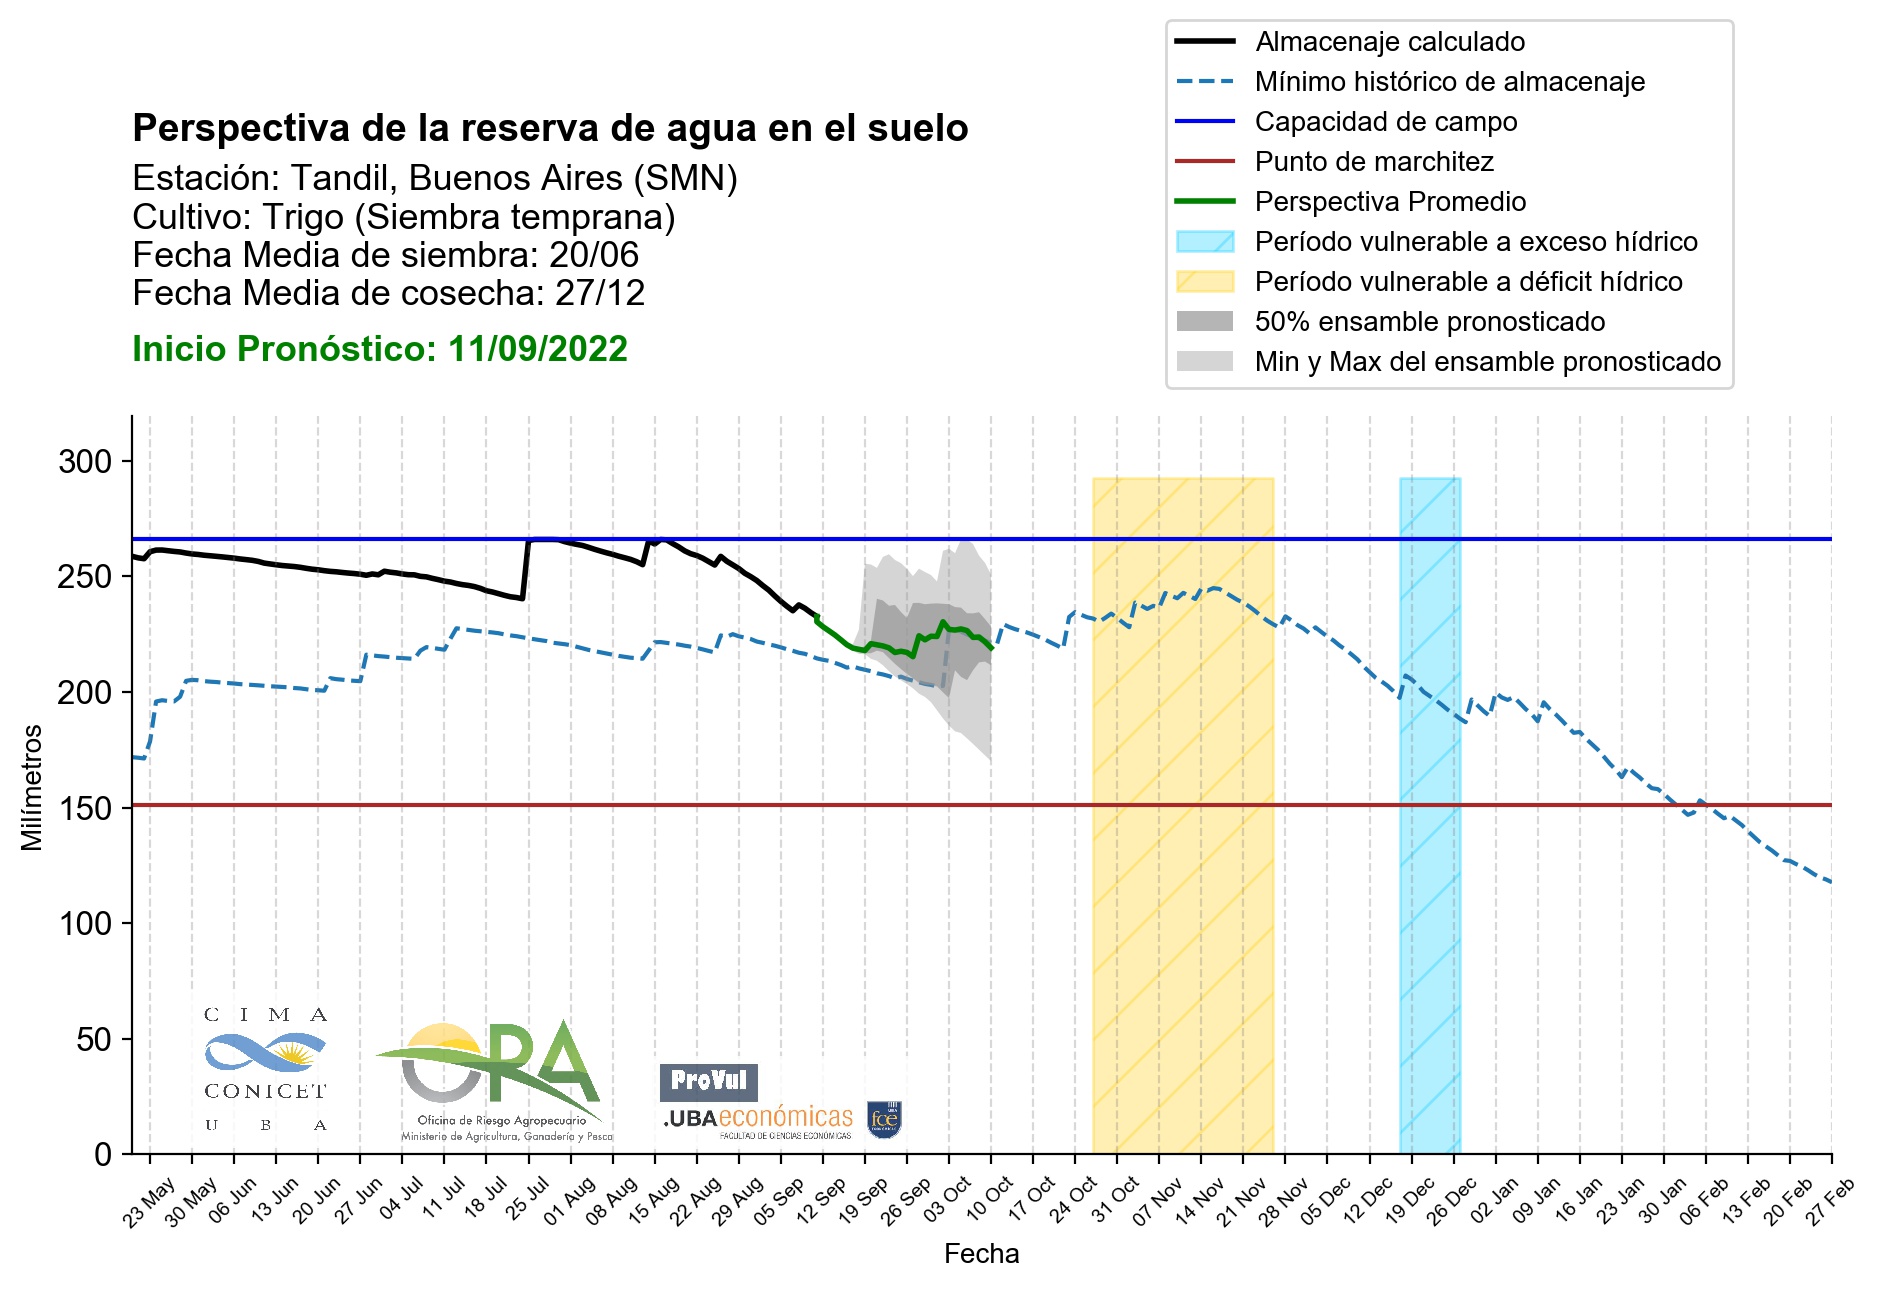 Almacenaje calculado
Mínimo histórico de almacenaje
Capacidad de campo
Punto de marchitez
Perspectiva Promedio
Período vulnerable a exceso hídrico
Período vulnerable a déficit hídrico
50% ensamble pronosticado
Min y Max del ensamble pronosticado
Perspectiva de la reserva de agua en el suelo
Estación: Tandil, Buenos Aires (SMN)
Cultivo: Trigo (Siembra temprana)
Fecha Media de siembra: 20/06
Fecha Media de cosecha: 27/12
Inicio Pronóstico: 11/09/2022
Milímetros
300
250
200
150
100
50
0
CIMA
CONICET
UBA
ORA
Oficina de Riesgo Agropecuario
Ministerio de Agricultura, Ganadería y Pesca
ProVul
.UBAeconómicas
FACULTAD DE CIENCIAS ECONÓMICAS
fce
23 May 30 May 06 Jun 13 Jun 20 Jun 27 Jun 04 Jul 11 Jul 18 Jul 25 Jul 01 Aug 08 Aug 15 Aug 22 Aug 29 Aug 05 Sep 12 Sep 19 Sep 26 Sep 03 Oct 10 Oct 17 Oct 24 Oct 31 Oct 07 Nov 14 Nov 21 Nov 28 Nov 05 Dec 12 Dec 19 Dec 26 Dec 02 Jan 09 Jan 16 Jan 23 Jan 30 Jan 06 Feb 13 Feb 20 Feb 27 Feb
Fecha